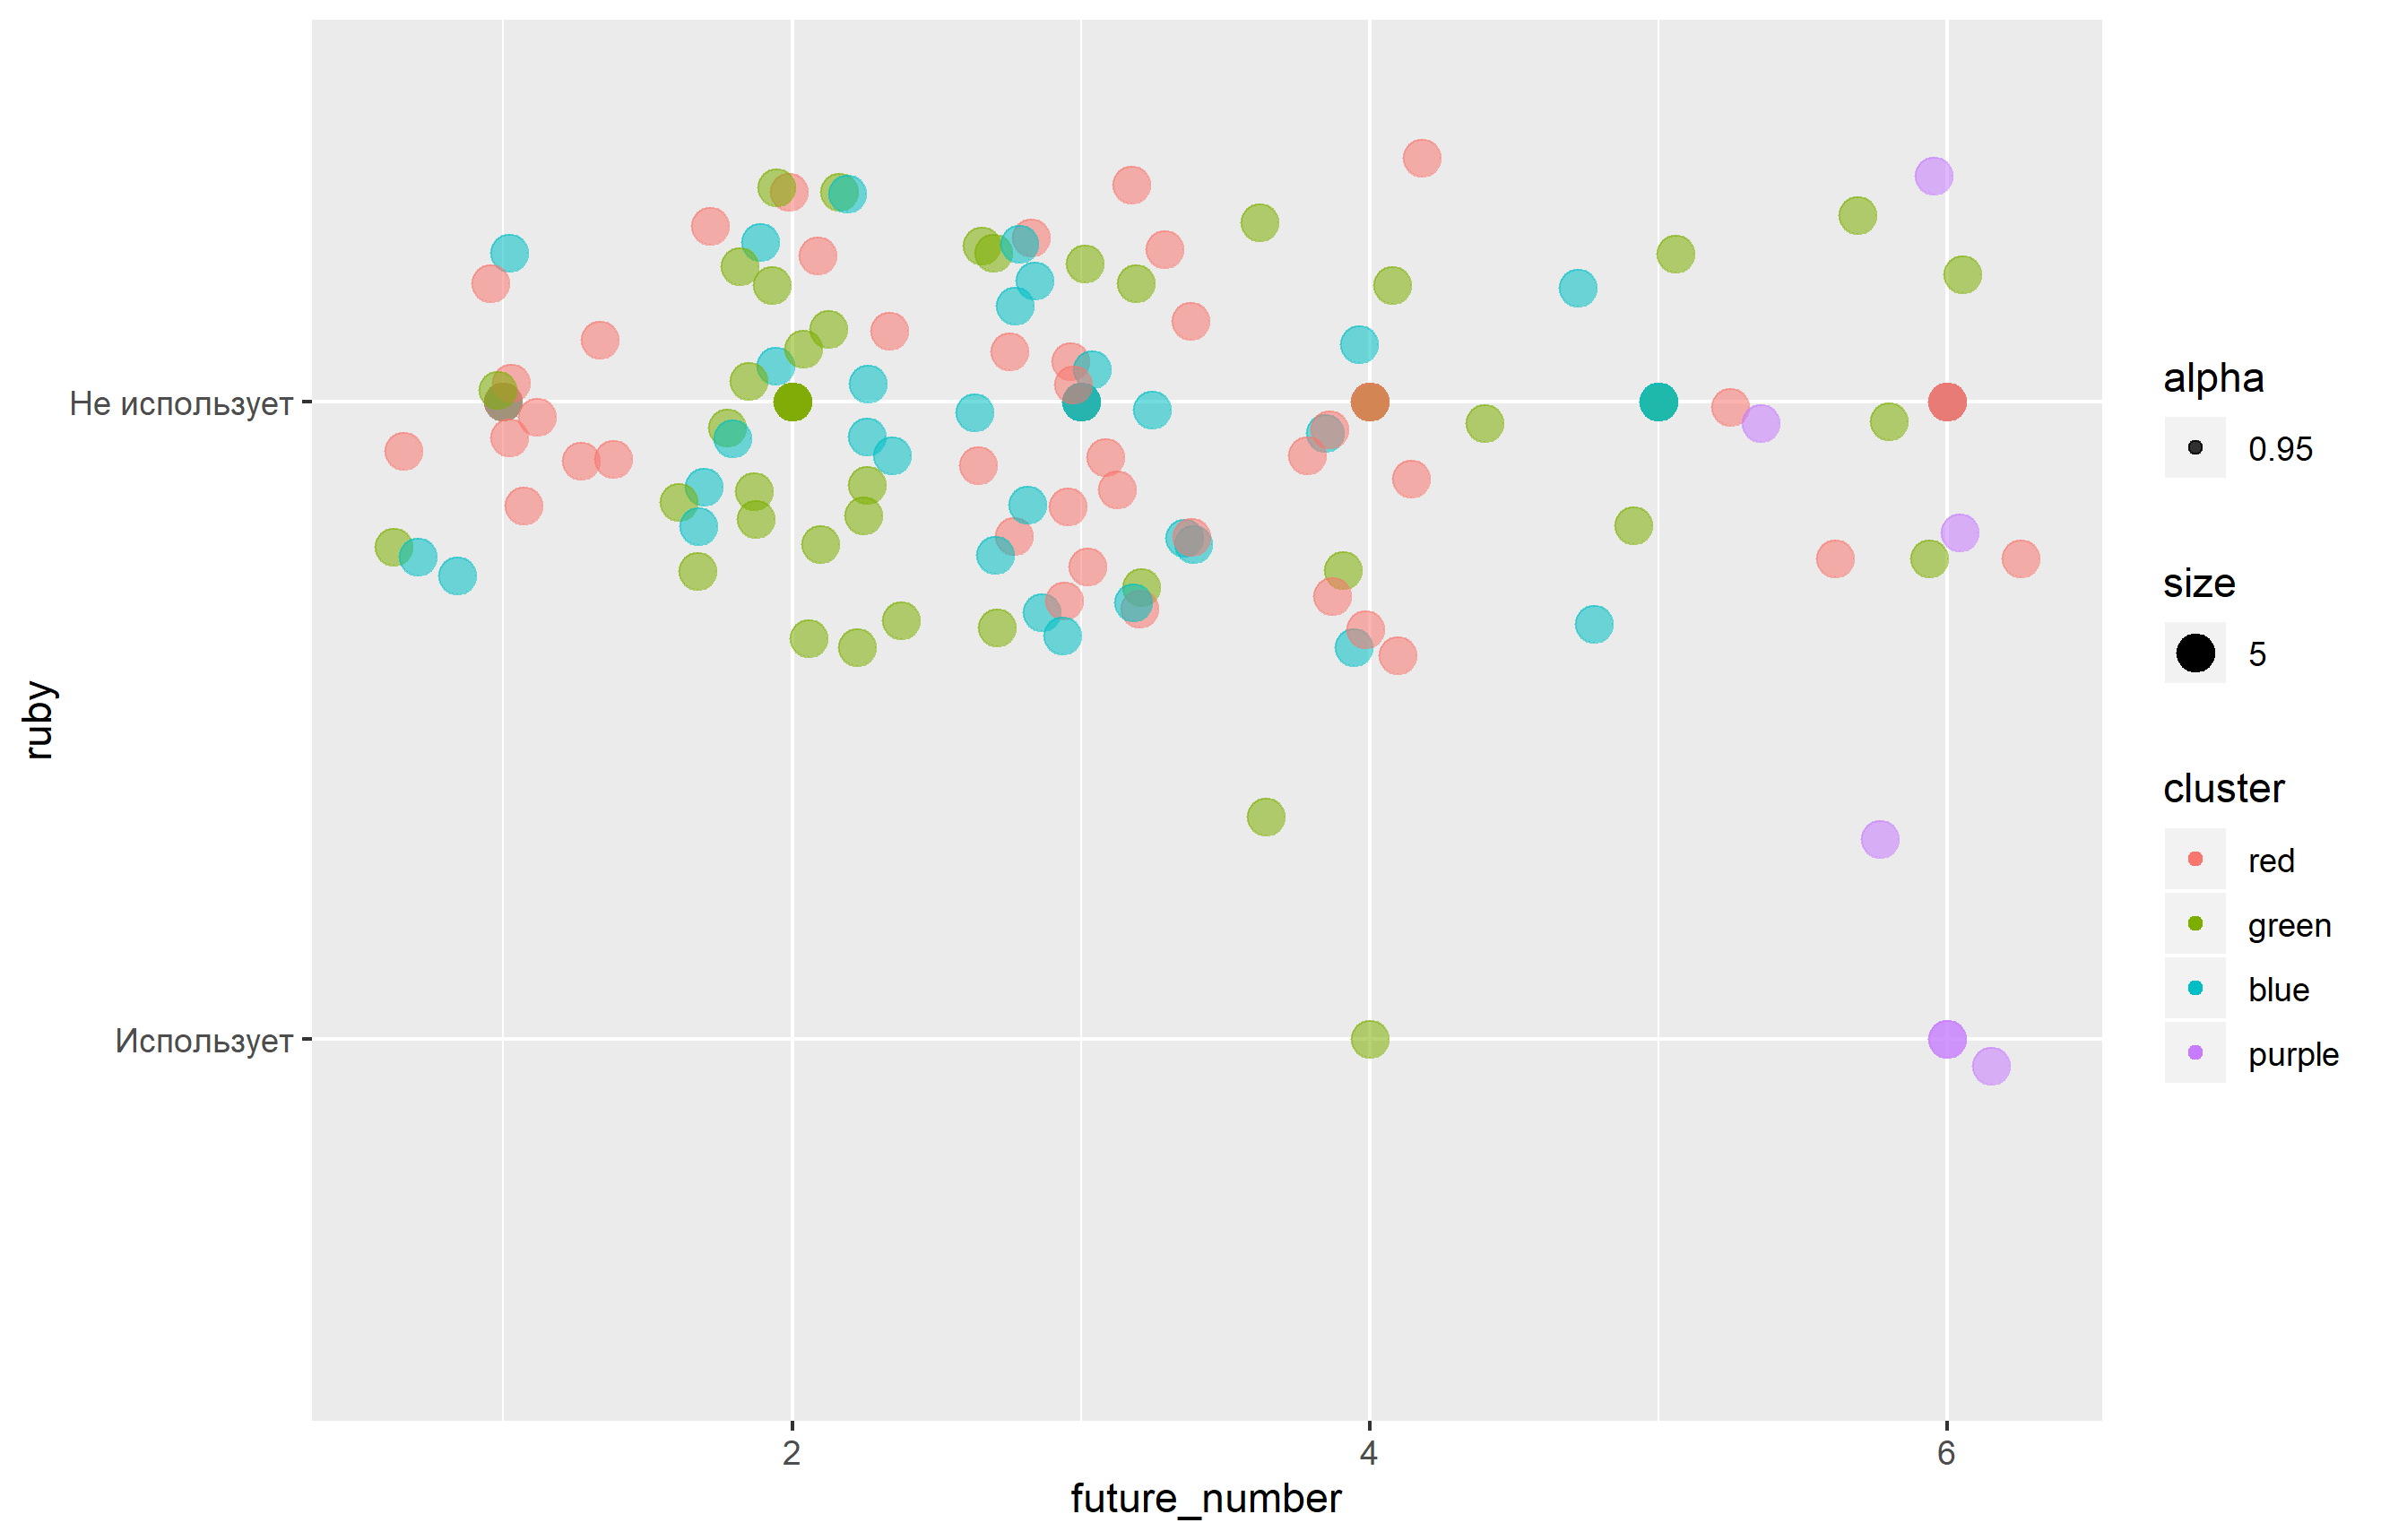 ruby
Не использует
Использует
2
4
6
future_number
alpha
0.95
size
5
cluster
red
green
blue
purple